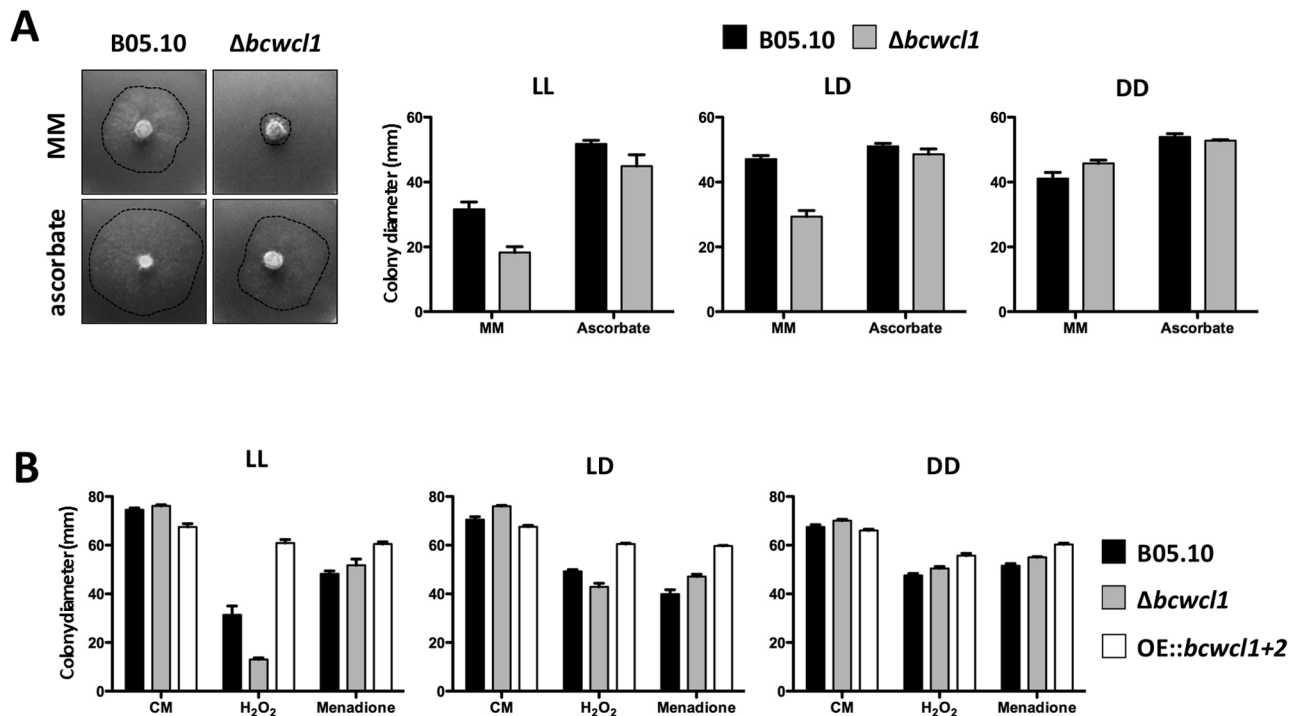 A
B05.10 Δbcwcl1
MM
ascorbate
B05.10 Δbcwcl1
LL LD DD
Colony diameter (mm)
60 60 60
40 40 40
20 20 20
0 0 0
MM Ascorbate MM Ascorbate MM Ascorbate
B
LL LD DD
Colony diameter (mm)
80 80 80
60 60 60
40 40 40
20 20 20
0 0 0
CM H₂O₂ Menadione CM H₂O₂ Menadione CM H₂O₂ Menadione
B05.10
Δbcwcl1
OE::bcwcl1+2